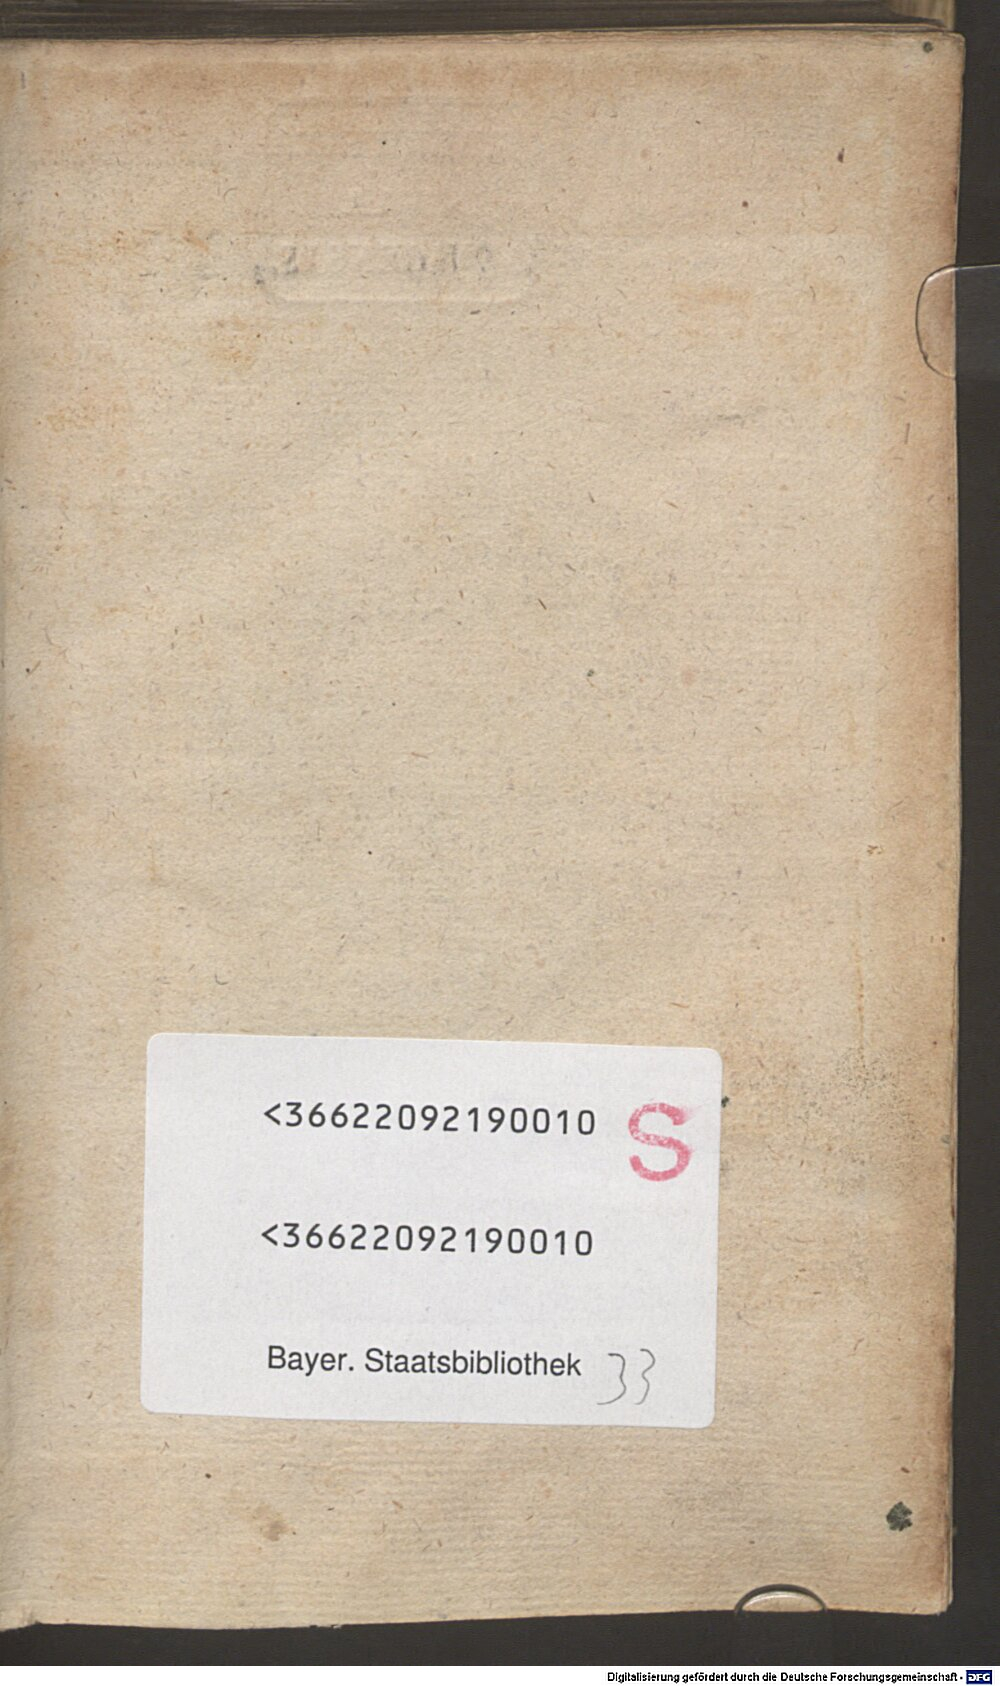 <36622092190010 S
<36622092190010
Bayer. Staatsbibliothek 33
Digitalisierung gefördert durch die Deutsche Forschungsgemeinschaft - DFG